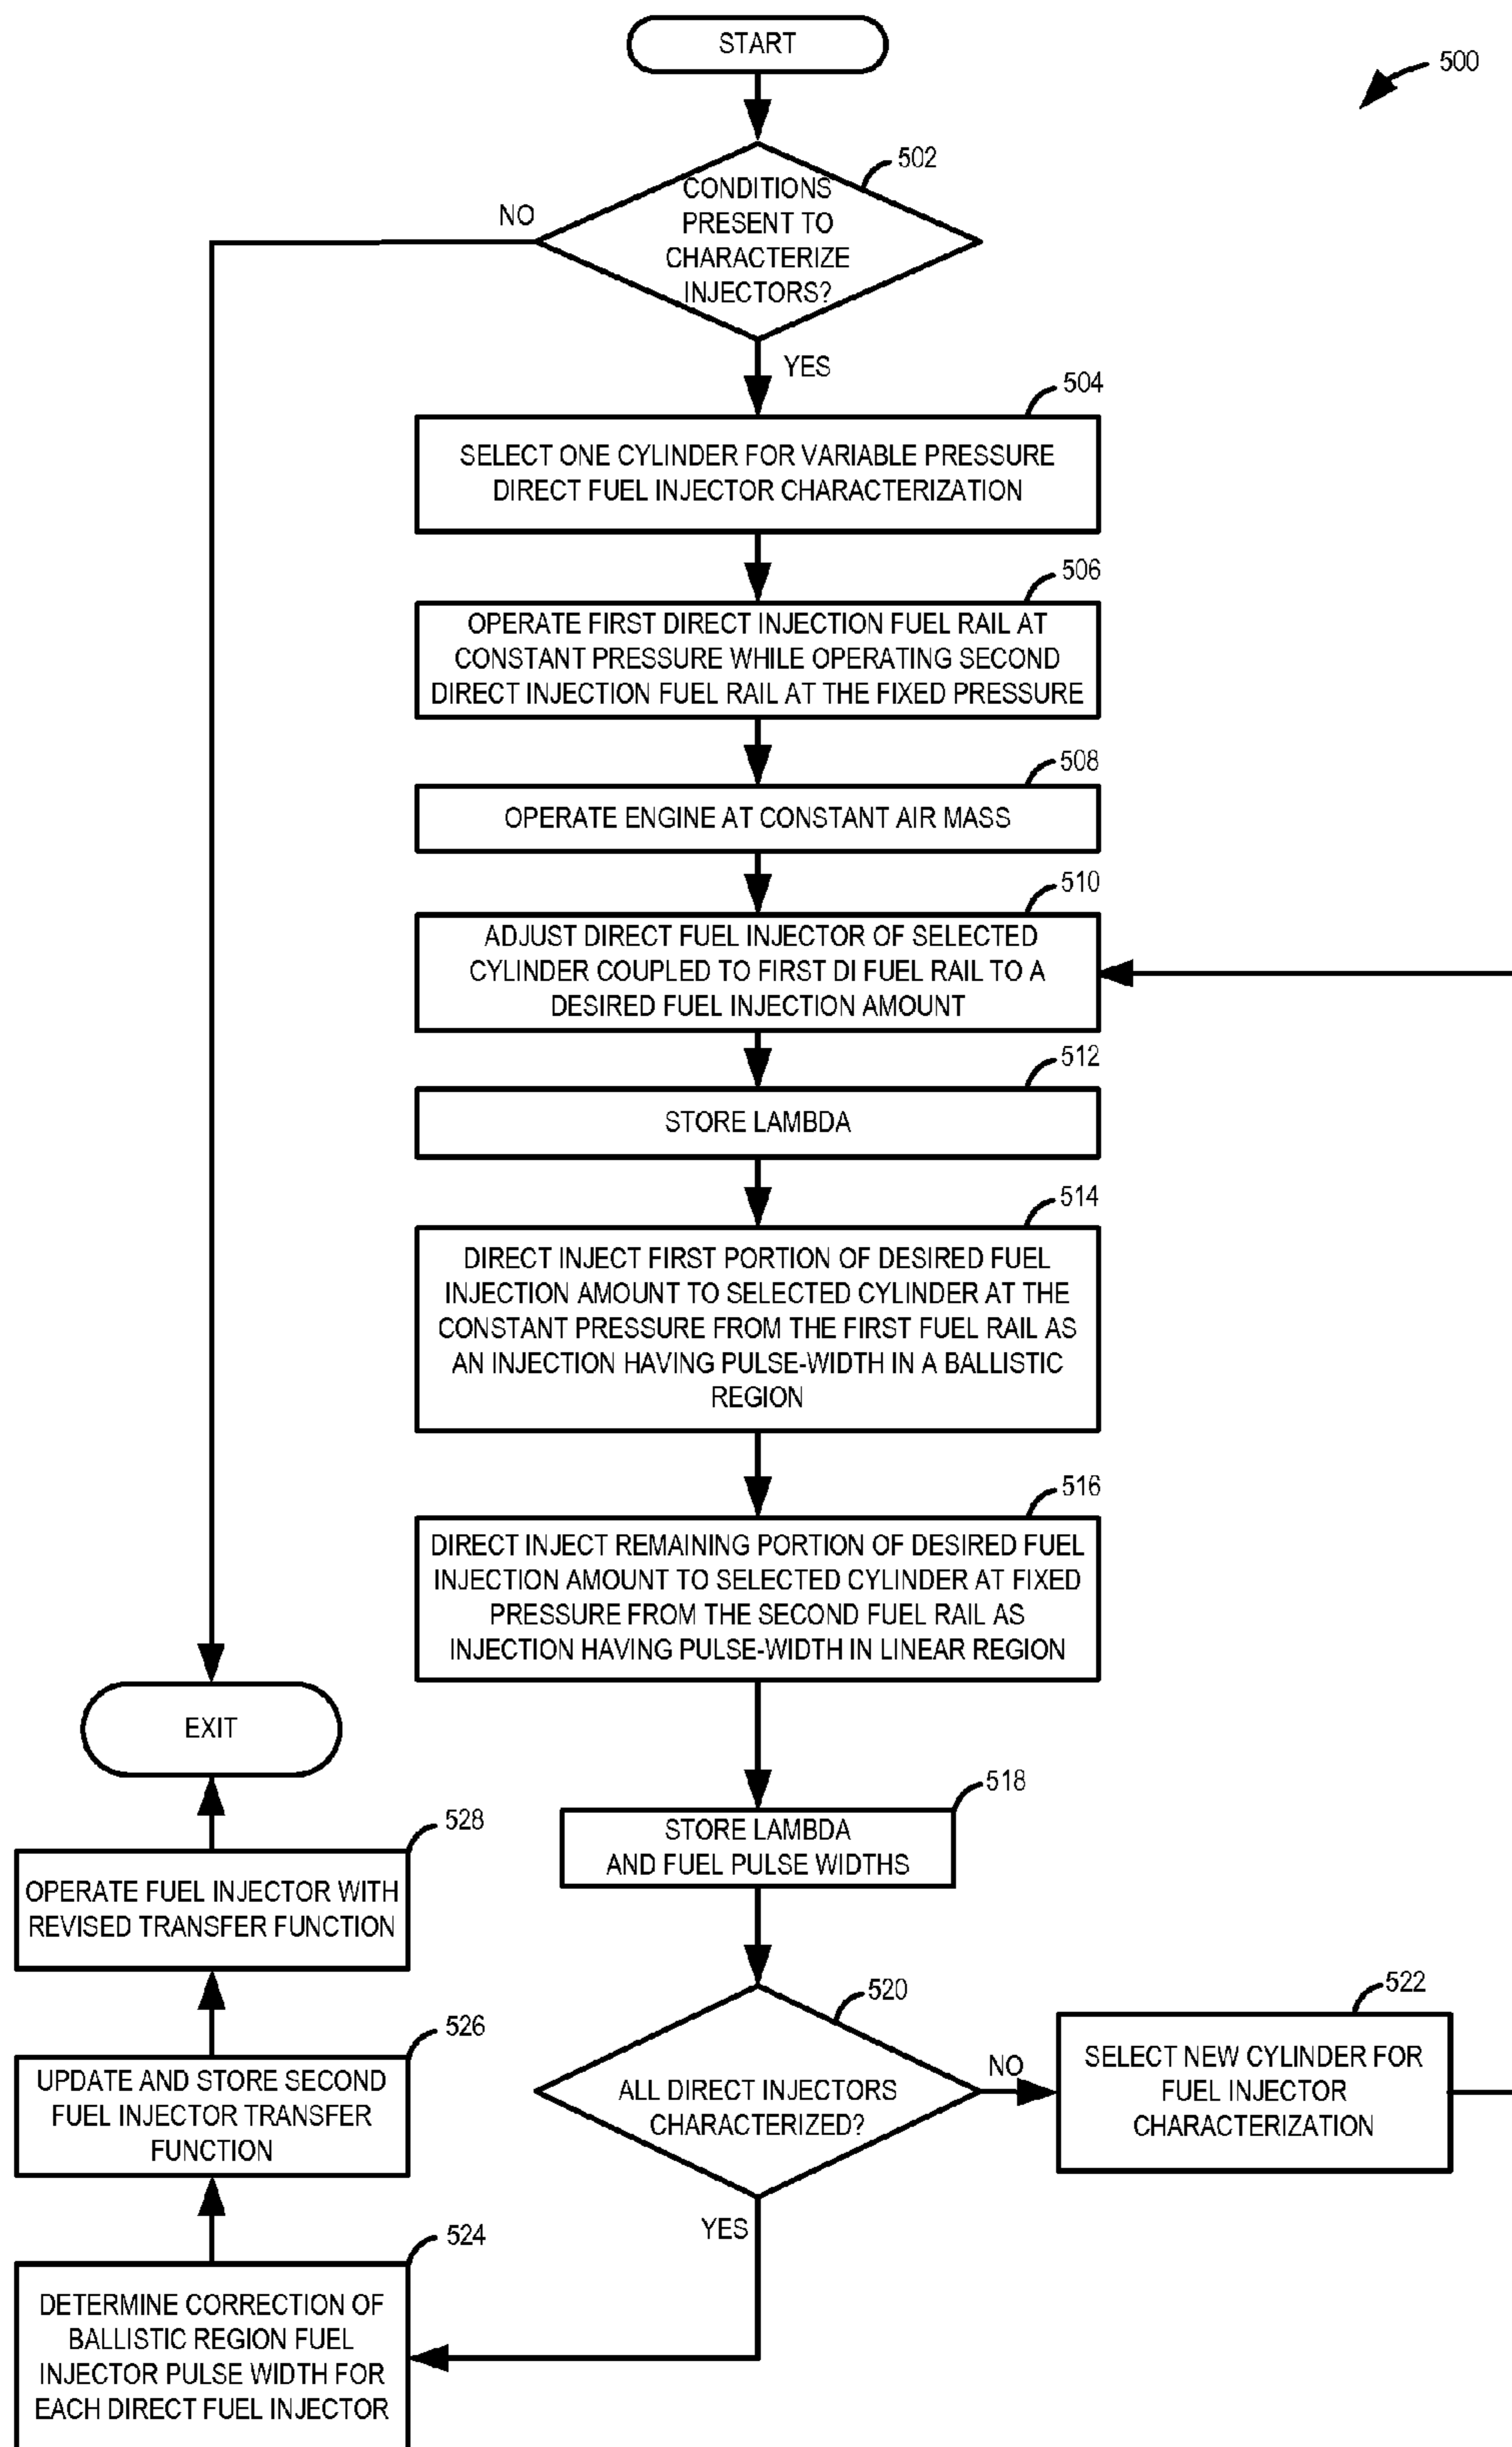 START
500
502
CONDITIONS
PRESENT TO
CHARACTERIZE
INJECTORS?
NO
YES
504
SELECT ONE CYLINDER FOR VARIABLE PRESSURE
DIRECT FUEL INJECTOR CHARACTERIZATION
506
OPERATE FIRST DIRECT INJECTION FUEL RAIL AT
CONSTANT PRESSURE WHILE OPERATING SECOND
DIRECT INJECTION FUEL RAIL AT THE FIXED PRESSURE
508
OPERATE ENGINE AT CONSTANT AIR MASS
510
ADJUST DIRECT FUEL INJECTOR OF SELECTED
CYLINDER COUPLED TO FIRST DI FUEL RAIL TO A
DESIRED FUEL INJECTION AMOUNT
512
STORE LAMBDA
514
DIRECT INJECT FIRST PORTION OF DESIRED FUEL
INJECTION AMOUNT TO SELECTED CYLINDER AT THE
CONSTANT PRESSURE FROM THE FIRST FUEL RAIL AS
AN INJECTION HAVING PULSE-WIDTH IN A BALLISTIC
REGION
516
DIRECT INJECT REMAINING PORTION OF DESIRED FUEL
INJECTION AMOUNT TO SELECTED CYLINDER AT FIXED
PRESSURE FROM THE SECOND FUEL RAIL AS
INJECTION HAVING PULSE-WIDTH IN LINEAR REGION
518
STORE LAMBDA
AND FUEL PULSE WIDTHS
520
ALL DIRECT INJECTORS
CHARACTERIZED?
NO
522
SELECT NEW CYLINDER FOR
FUEL INJECTOR
CHARACTERIZATION
YES
524
DETERMINE CORRECTION OF
BALLISTIC REGION FUEL
INJECTOR PULSE WIDTH FOR
EACH DIRECT FUEL INJECTOR
526
UPDATE AND STORE SECOND
FUEL INJECTOR TRANSFER
FUNCTION
528
OPERATE FUEL INJECTOR WITH
REVISED TRANSFER FUNCTION
EXIT